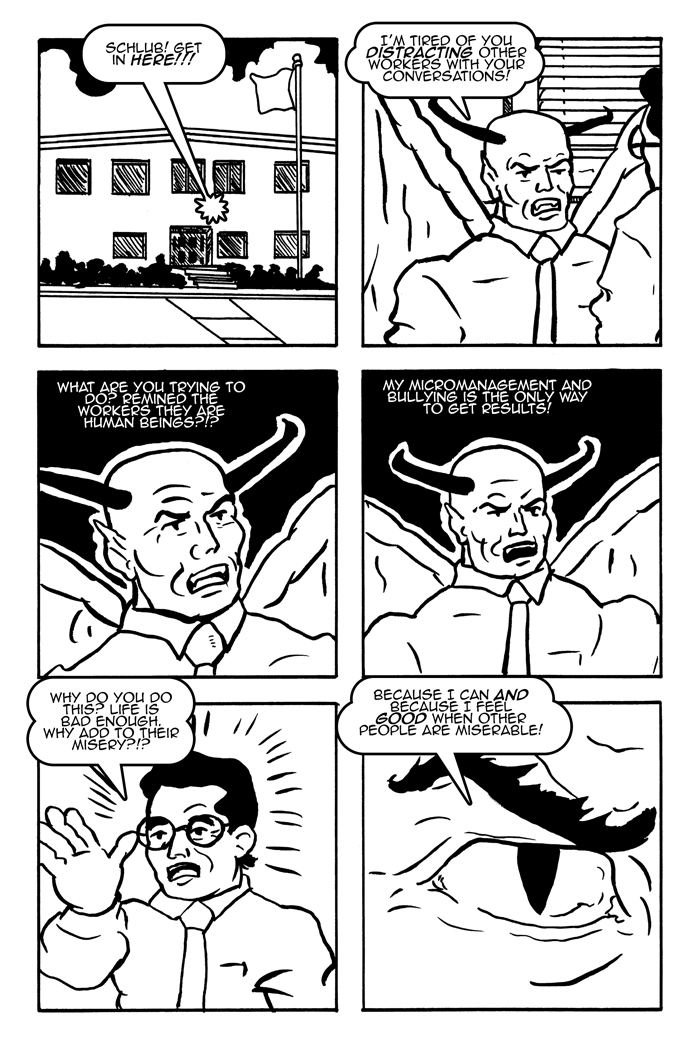 SCHLUB! GET
IN HERE!!!
I'M TIRED OF YOU
DISTRACTING OTHER
WORKERS WITH YOUR
CONVERSATIONS!
WHAT ARE YOU TRYING TO
DO? REMINED THE
WORKERS THEY ARE
HUMAN BEINGS?!?
MY MICROMANAGEMENT AND
BULLYING IS THE ONLY WAY
TO GET RESULTS!
WHY DO YOU DO
THIS? LIFE IS
BAD ENOUGH.
WHY ADD TO THEIR
MISERY?!?
BECAUSE I CAN AND
BECAUSE I FEEL
GOOD WHEN OTHER
PEOPLE ARE MISERABLE!